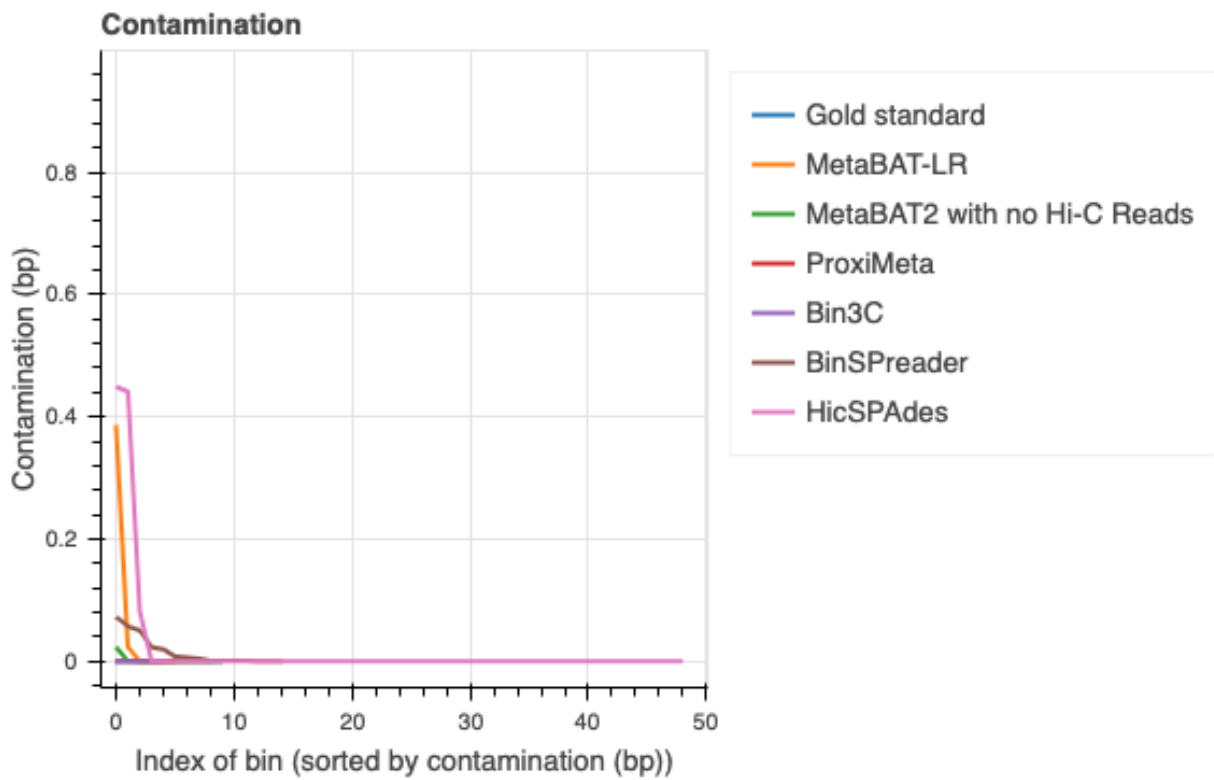 Contamination
Contamination (bp)
0.8
0.6
0.4
0.2
0
0 10 20 30 40 50
Index of bin (sorted by contamination (bp))
Gold standard
MetaBAT-LR
MetaBAT2 with no Hi-C Reads
ProxiMeta
Bin3C
BinSPreader
HicSPAdes